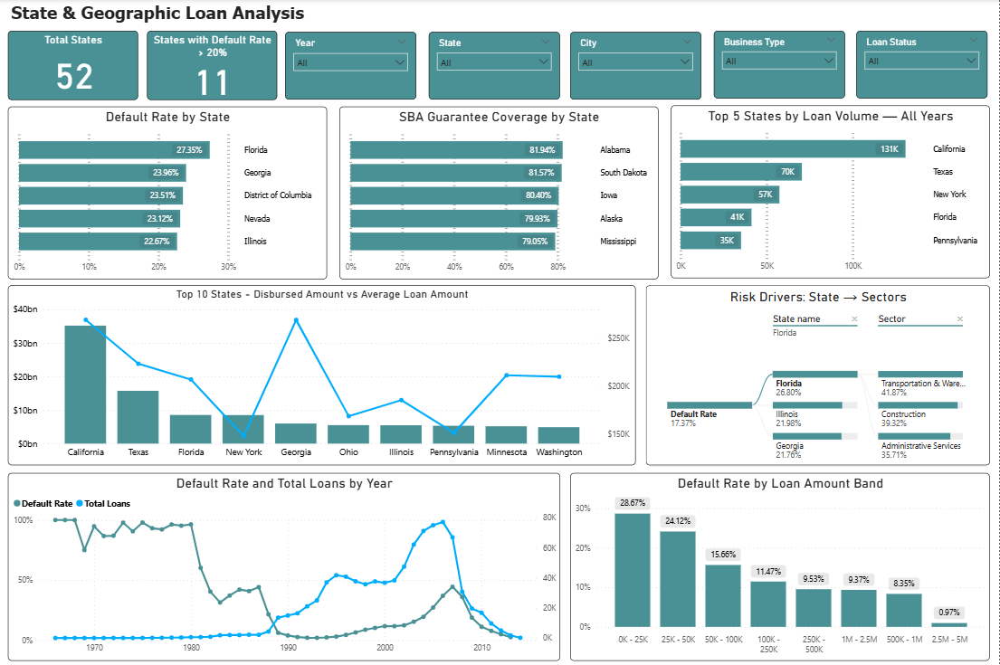 State & Geographic Loan Analysis
Total States
52
States with Default Rate
> 20%
11
Year
All
State
All
City
All
Business Type
All
Loan Status
All
Default Rate by State
27.35%
Florida
23.96%
Georgia
23.51%
District of Columbia
23.12%
Nevada
22.67%
Illinois
0%
10%
20%
30%
SBA Guarantee Coverage by State
81.94%
Alabama
81.57%
South Dakota
80.40%
Iowa
79.93%
Alaska
79.05%
Mississippi
0%
20%
40%
60%
80%
Top 5 States by Loan Volume — All Years
131K
California
70K
Texas
57K
New York
41K
Florida
35K
Pennsylvania
0K
50K
100K
Top 10 States - Disbursed Amount vs Average Loan Amount
$40bn
$30bn
$20bn
$10bn
$0bn
$250K
$200K
$150K
California
Texas
Florida
New York
Georgia
Ohio
Illinois
Pennsylvania
Minnesota
Washington
Risk Drivers: State → Sectors
State name
Florida
Sector
Default Rate
17.37%
Florida
26.80%
Illinois
21.98%
Georgia
21.76%
Transportation & Ware...
41.87%
Construction
39.32%
Administrative Services
35.71%
Default Rate and Total Loans by Year
Default Rate
Total Loans
100%
50%
0%
80K
60K
40K
20K
0K
1970
1980
1990
2000
2010
Default Rate by Loan Amount Band
30%
20%
10%
0%
28.67%
24.12%
15.66%
11.47%
9.53%
9.37%
8.35%
0.97%
0K - 25K
25K - 50K
50K - 100K
100K -
250K
250K -
500K
1M - 2.5M
500K - 1M
2.5M - 5M